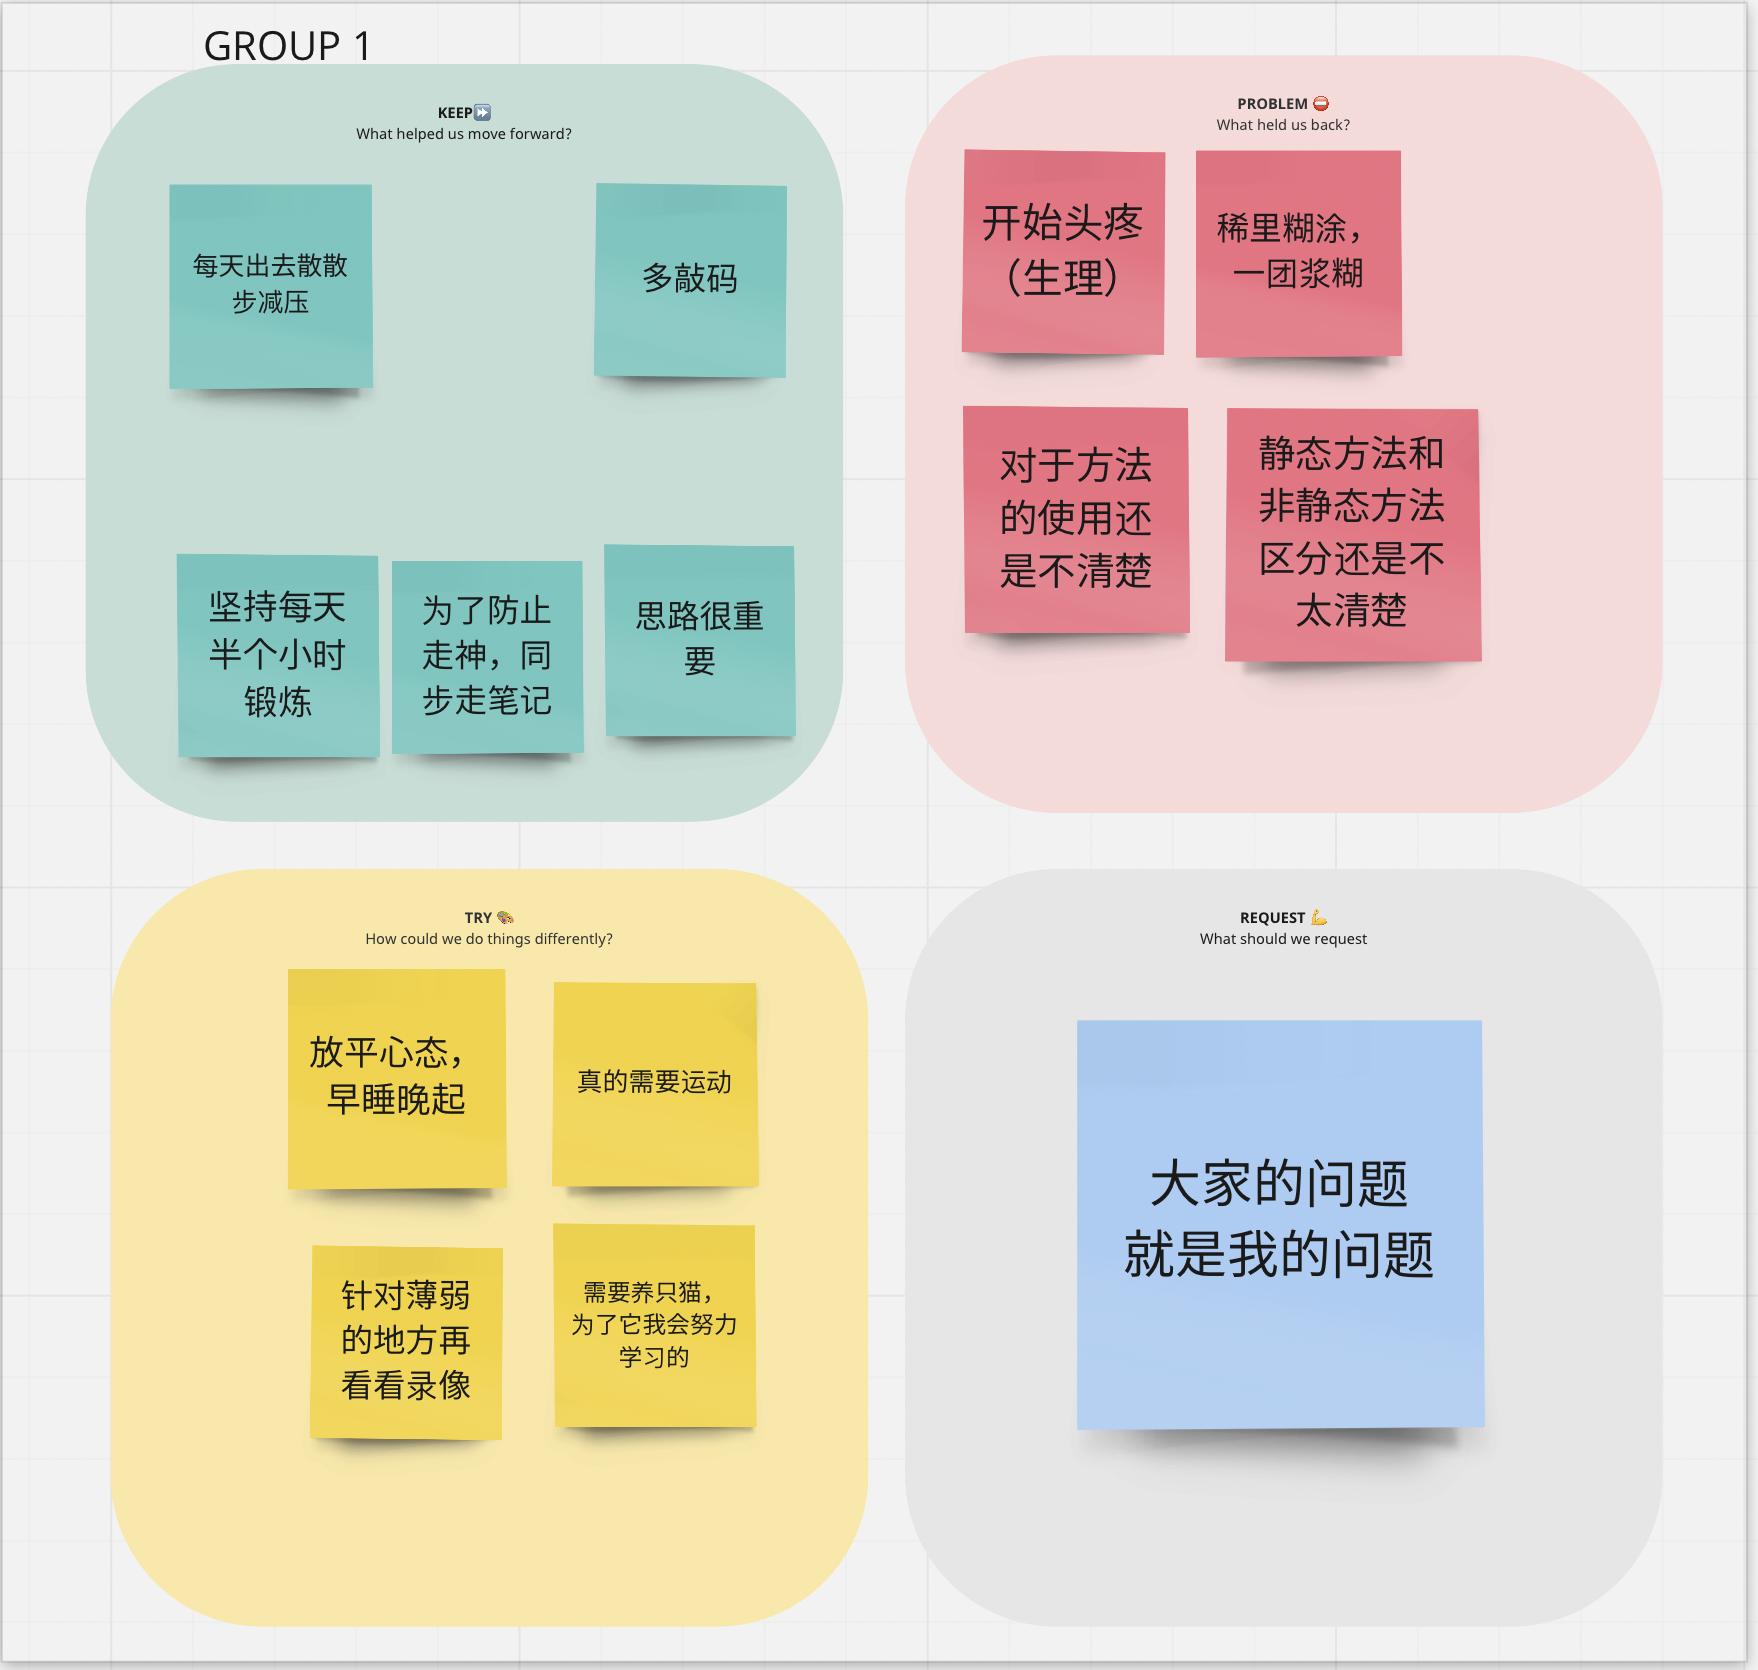 GROUP 1
KEEP⏩
What helped us move forward?
每天出去散散
步减压
多敲码
坚持每天
半个小时
锻炼
为了防止
走神，同
步走笔记
思路很重
要
PROBLEM ⛔
What held us back?
开始头疼
（生理）
稀里糊涂，
一团浆糊
对于方法
的使用还
是不清楚
静态方法和
非静态方法
区分还是不
太清楚
TRY 🎨
How could we do things differently?
放平心态，
早睡晚起
真的需要运动
针对薄弱
的地方再
看看录像
需要养只猫，
为了它我会努力
学习的
REQUEST 💪
What should we request
大家的问题
就是我的问题